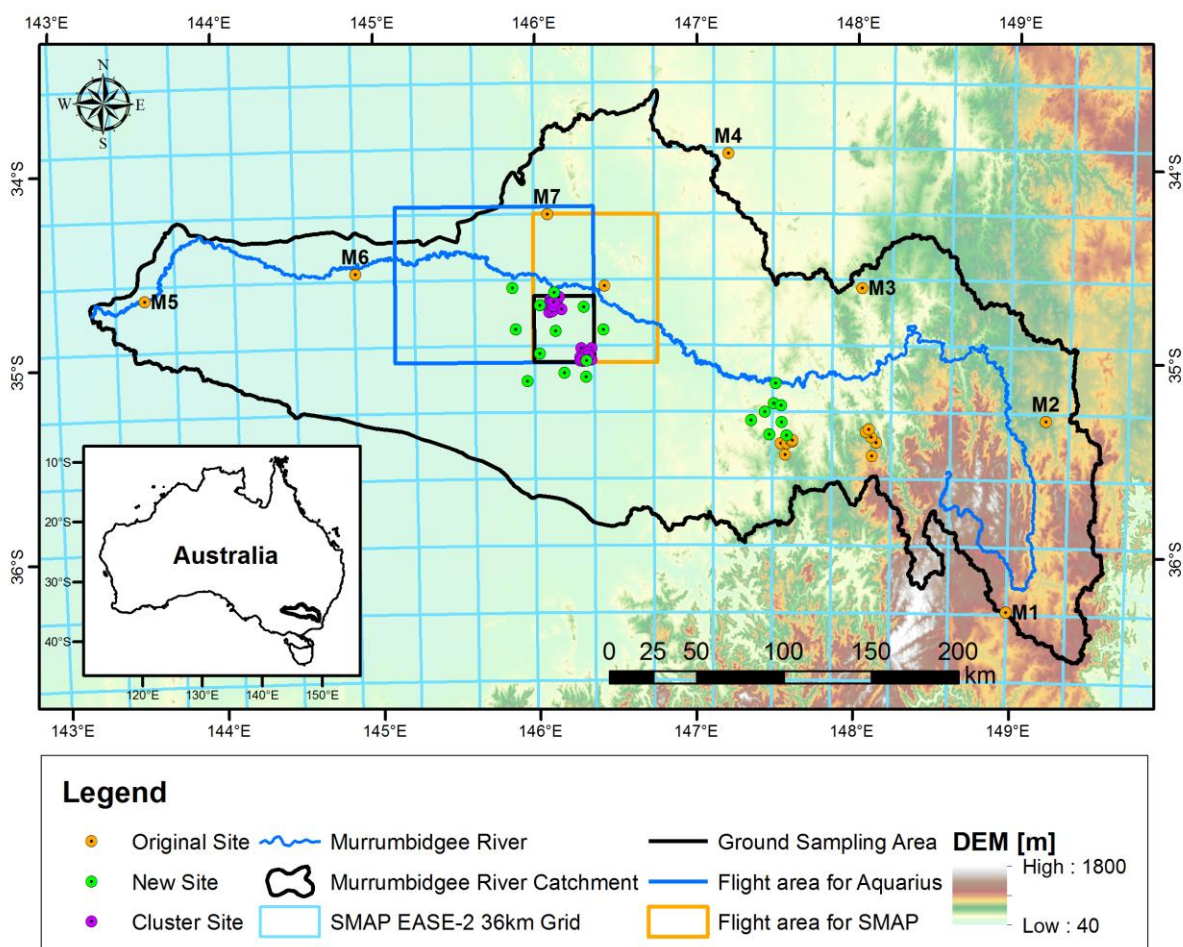 143°E 144°E 145°E 146°E 147°E 148°E 149°E
N
W E
S
M4
34°S 34°S
M7
M6
M5 M3
35°S 35°S
M2
10°S
20°S
Australia
30°S
40°S
120°E 130°E 140°E 150°E
36°S 36°S
M1
0 25 50 100 150 200
km
143°E 144°E 145°E 146°E 147°E 148°E 149°E
Legend
Original Site Murrumbidgee River Ground Sampling Area DEM [m]
New Site Murrumbidgee River Catchment Flight area for Aquarius High : 1800
Cluster Site SMAP EASE-2 36km Grid Flight area for SMAP Low : 40